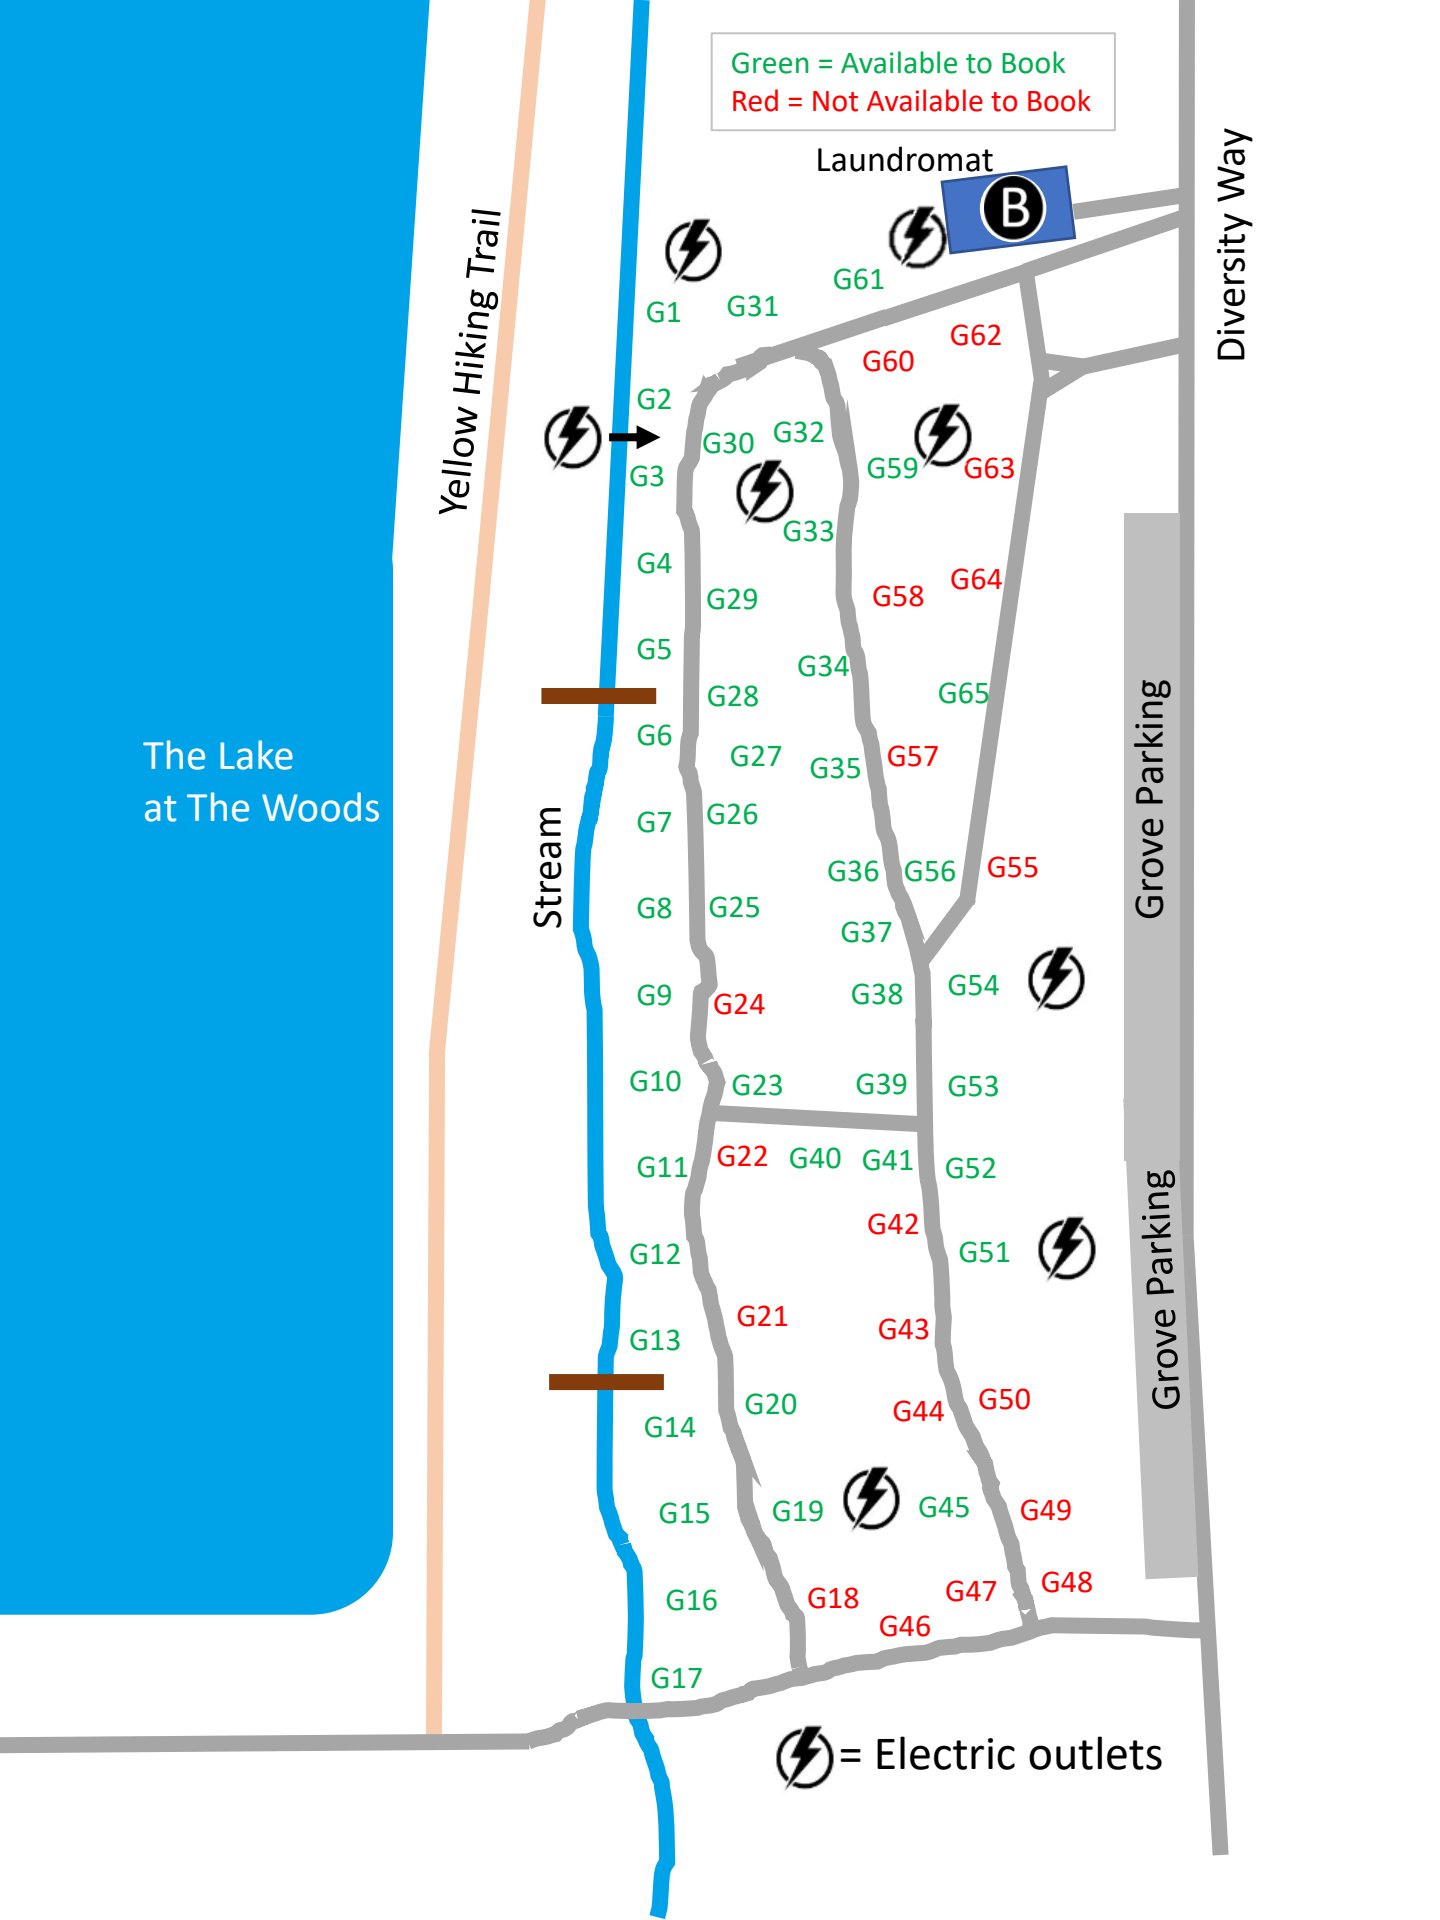 Green = Available to Book
Red = Not Available to Book
Laundromat
B
Diversity Way
Yellow Hiking Trail
G61
G1
G31
G62
G60
G2
G30
G32
G3
G59
G63
G33
G4
G29
G58
G64
G5
G34
G28
G65
G6
G27
G35
G57
The Lake
at The Woods
G7
G26
Stream
Grove Parking
G36
G56
G55
G8
G25
G37
G9
G24
G38
G54
G10
G23
G39
G53
G11
G22
G40
G41
G52
G42
G12
G51
Grove Parking
G21
G43
G13
G20
G44
G50
G14
G15
G19
G45
G49
G16
G18
G47
G48
G46
G17
= Electric outlets